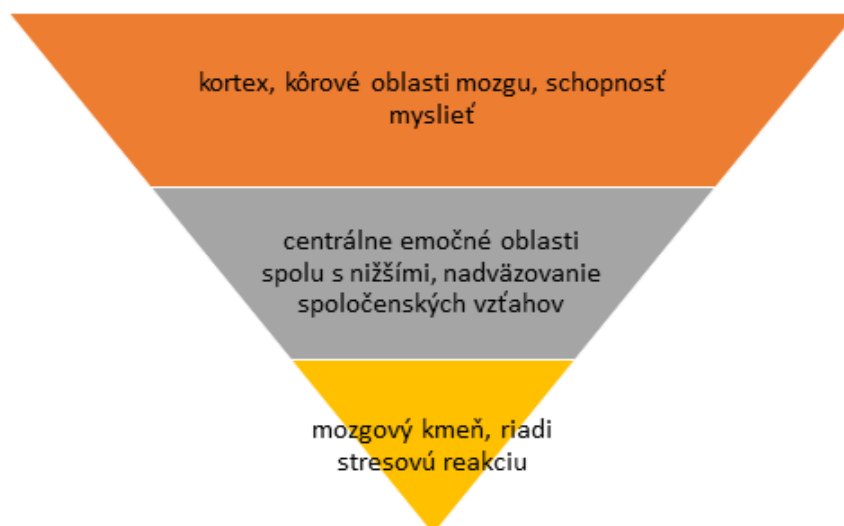 kortex, kôrové oblasti mozgu, schopnosť
myslieť
centrálne emočné oblasti
spolu s nižšími, nadväzovanie
spoločenských vzťahov
mozgový kmeň, riadi
stresovú reakciu